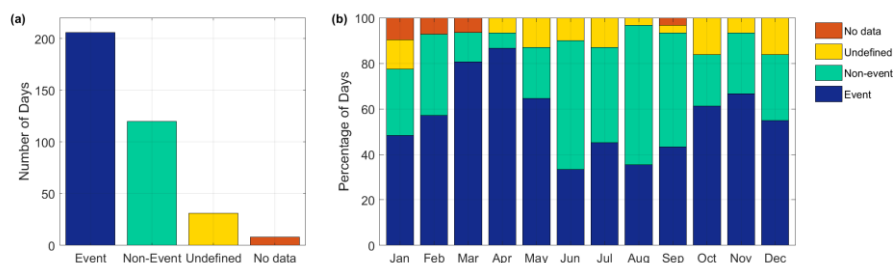 (a)
Number of Days
200
150
100
50
0
Event Non-Event Undefined No data
(b)
Percentage of Days
100
80
60
40
20
0
Jan Feb Mar Apr May Jun Jul Aug Sep Oct Nov Dec
No data
Undefined
Non-event
Event